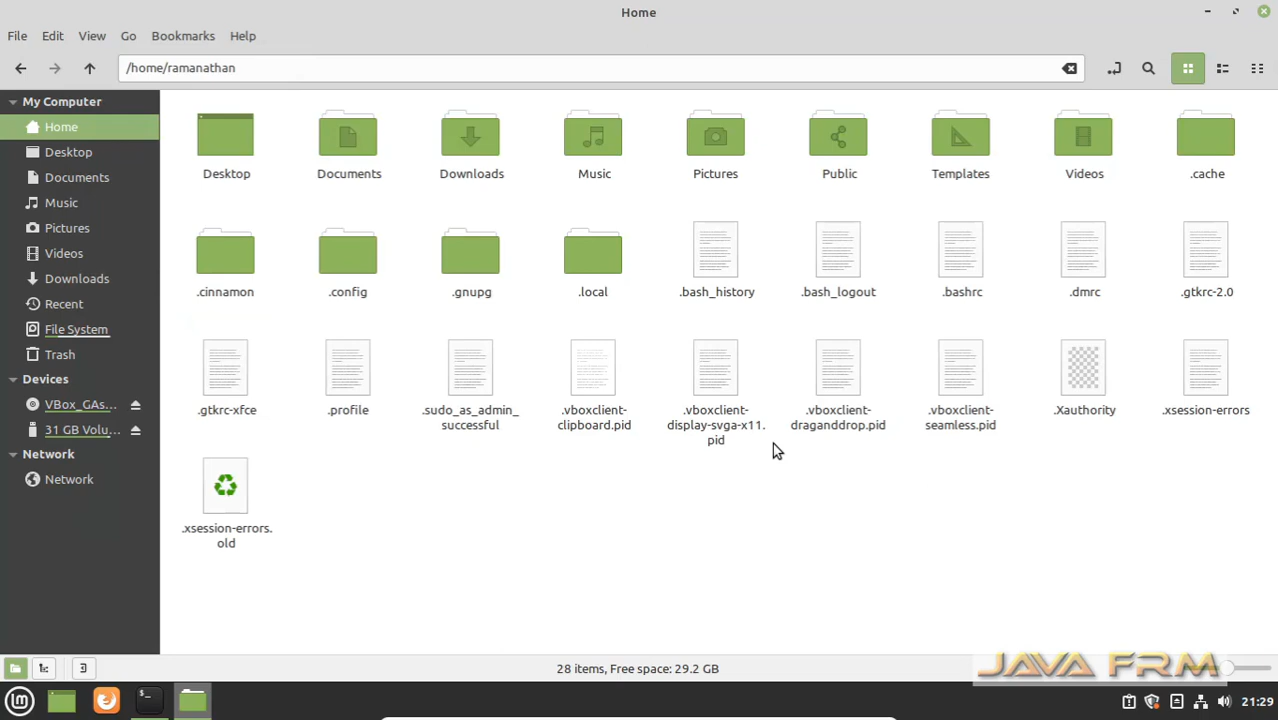 Home
File Edit View Go Bookmarks Help
/home/ramanathan
My Computer
Home
Desktop
Documents
Music
Pictures
Videos
Downloads
Recent
File System
Trash
Devices
VBox_GAs...
31 GB Volu...
Network
Network
Desktop Documents Downloads Music Pictures Public Templates Videos .cache
.cinnamon .config .gnupg .local .bash_history .bash_logout .bashrc .dmrc .gtkrc-2.0
.gtkrc-xfce .profile .sudo_as_admin_ .vboxclient- .vboxclient- .vboxclient- .vboxclient- .Xauthority .xsession-errors
successful clipboard.pid display-svga-x11. draganddrop.pid seamless.pid
pid
.xsession-errors.
old
28 items, Free space: 29.2 GB
JAVA FRM
21:29